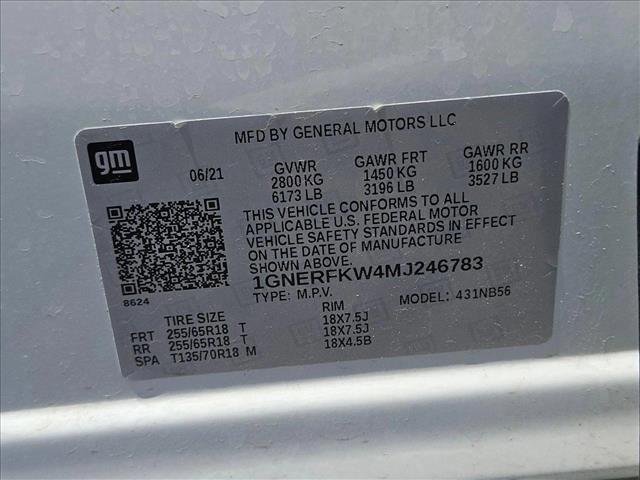 MFD BY GENERAL MOTORS LLC
gm
06/21 GVWR GAWR FRT GAWR RR
2800 KG 1450 KG 1600 KG
6173 LB 3196 LB 3527 LB
THIS VEHICLE CONFORMS TO ALL
APPLICABLE U.S. FEDERAL MOTOR
VEHICLE SAFETY STANDARDS IN EFFECT
ON THE DATE OF MANUFACTURE
SHOWN ABOVE.
1GNERFKW4MJ246783
8624
TYPE: M.P.V. MODEL: 431NB56
TIRE SIZE RIM
FRT 255/65R18 T 18X7.5J
RR 255/65R18 T 18X7.5J
SPA T135/70R18 M 18X4.5B